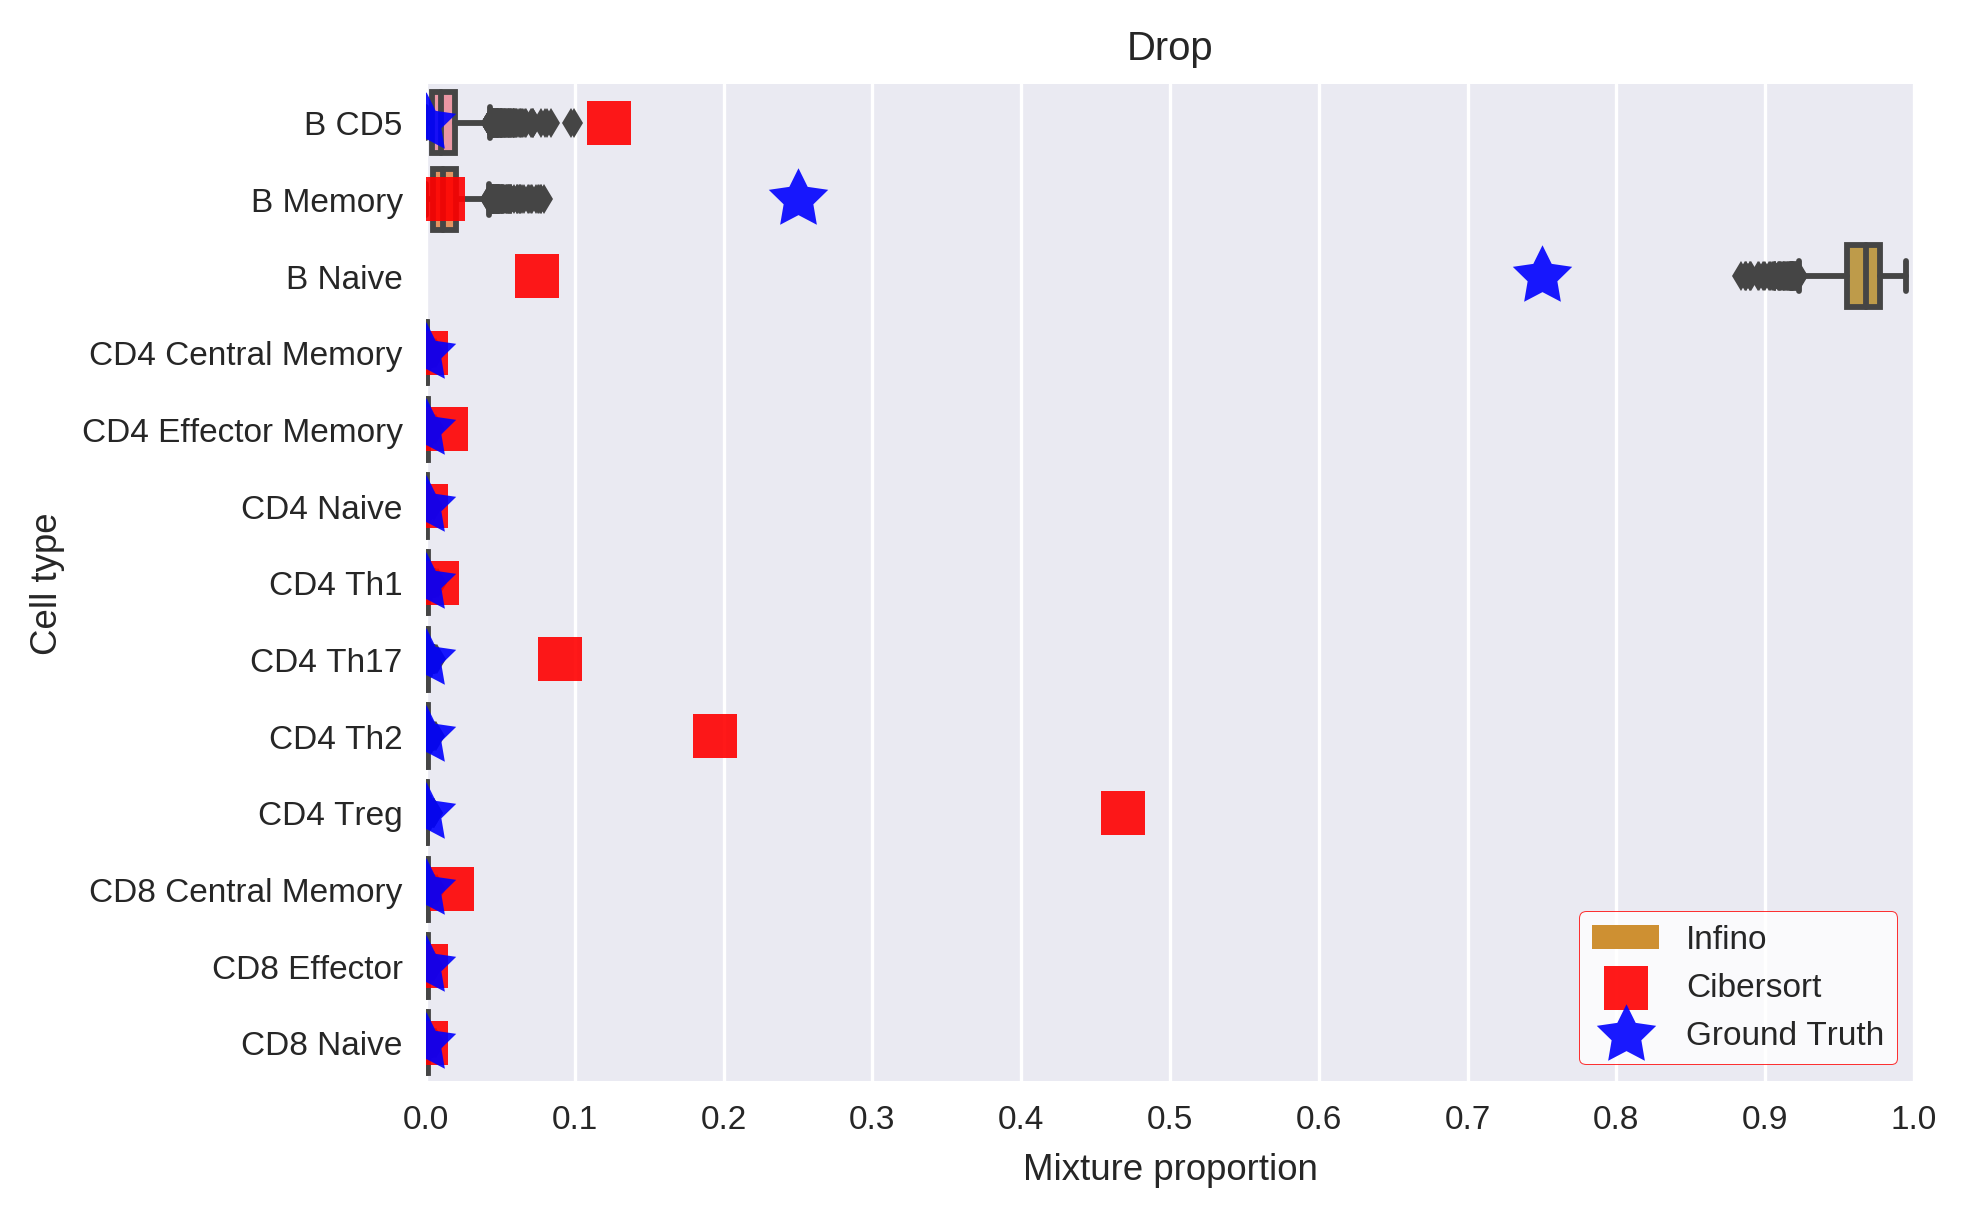 Drop
B CD5
B Memory
B Naive
CD4 Central Memory
CD4 Effector Memory
CD4 Naive
CD4 Th1
CD4 Th17
CD4 Th2
CD4 Treg
CD8 Central Memory
CD8 Effector
CD8 Naive
Cell type
Infino
Cibersort
Ground Truth
0.0 0.1 0.2 0.3 0.4 0.5 0.6 0.7 0.8 0.9 1.0
Mixture proportion